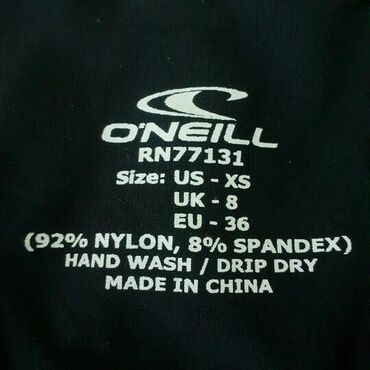 O'NEILL
RN77131
Size: US - XS
UK - 8
EU - 36
(92% NYLON, 8% SPANDEX)
HAND WASH / DRIP DRY
MADE IN CHINA